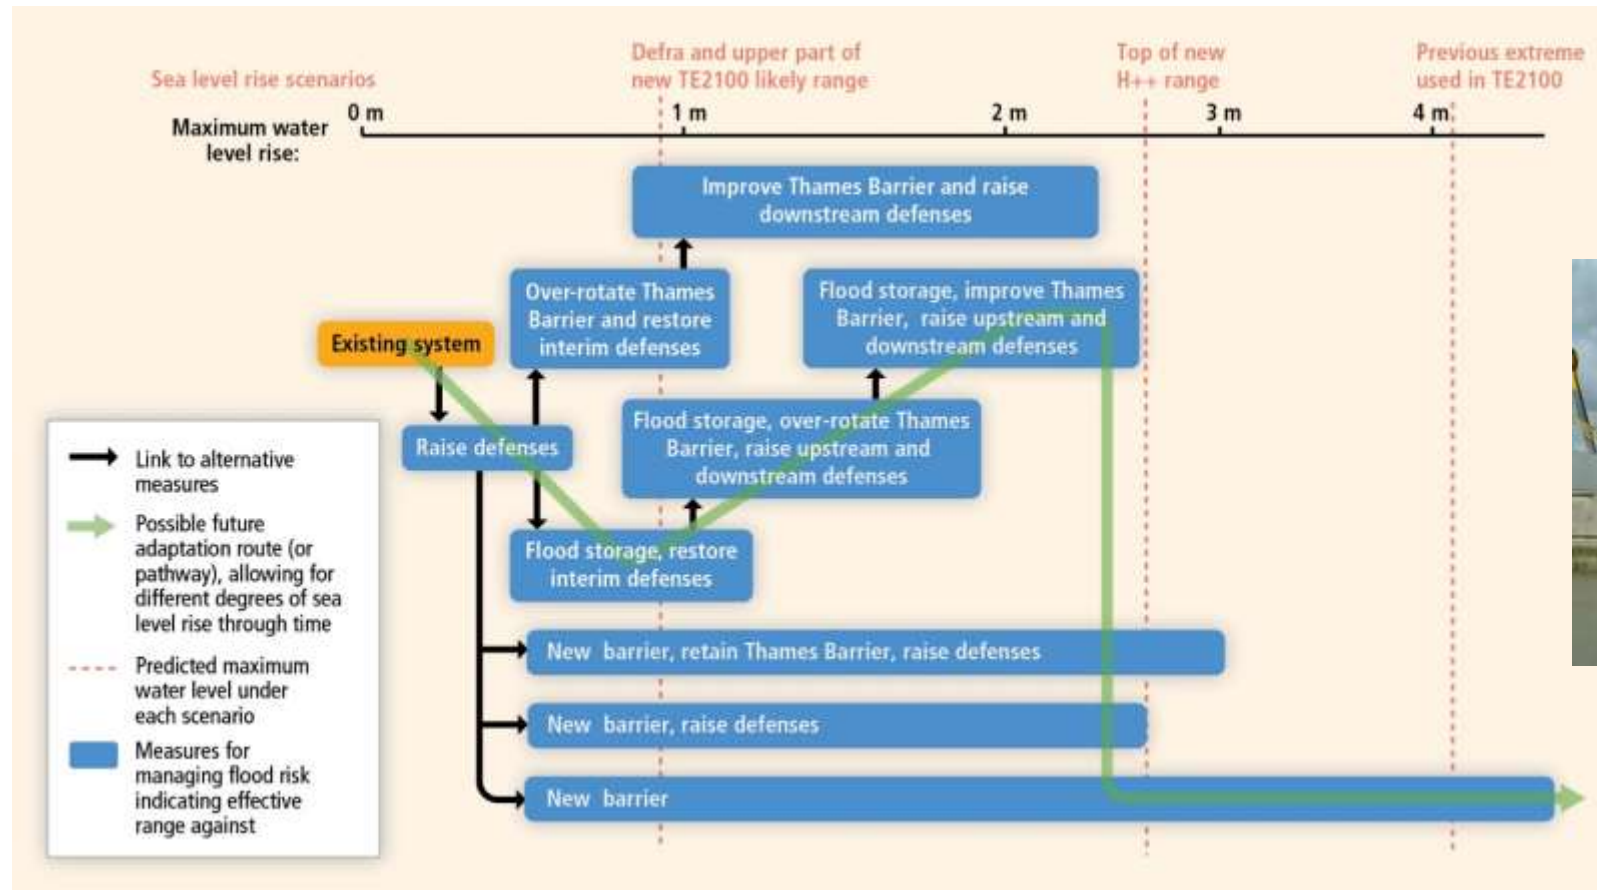 Sea level rise scenarios
Defra and upper part of
new TE2100 likely range
Top of new
H++ range
Previous extreme
used in TE2100
Maximum water
level rise:
0 m
1 m
2 m
3 m
4 m
Improve Thames Barrier and raise
downstream defenses
Over-rotate Thames
Barrier and restore
interim defenses
Flood storage, improve Thames
Barrier, raise upstream and
downstream defenses
Existing system
Flood storage, over-rotate Thames
Barrier, raise upstream and
downstream defenses
Raise defenses
Flood storage, restore
interim defenses
New barrier, retain Thames Barrier, raise defenses
New barrier, raise defenses
New barrier
Link to alternative
measures
Possible future
adaptation route (or
pathway), allowing for
different degrees of sea
level rise through time
Predicted maximum
water level under
each scenario
Measures for
managing flood risk
indicating effective
range against